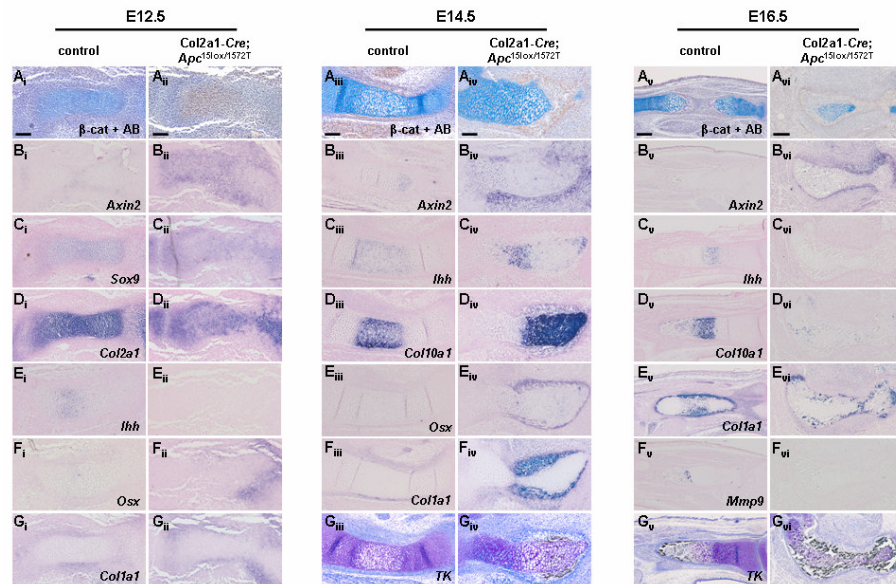 E12.5
E14.5
E16.5
control
Col2a1-Cre;
Apc15lox/1572T
control
Col2a1-Cre;
Apc15lox/1572T
control
Col2a1-Cre;
Apc15lox/1572T
Ai
β-cat + AB
Aii
Bi
Axin2
Bii
Ci
Sox9
Cii
Di
Col2a1
Dii
Ei
Ihh
Eii
Fi
Osx
Fii
Gi
Col1a1
Gii
Aiii
β-cat + AB
Aiv
Biii
Axin2
Biv
Ciii
Ihh
Civ
Diii
Col10a1
Div
Eiii
Osx
Eiv
Fiii
Col1a1
Fiv
Giii
TK
Giv
Av
β-cat + AB
Avi
Bv
Axin2
Bvi
Cv
Ihh
Cvi
Dv
Col10a1
Dvi
Ev
Col1a1
Evi
Fv
Mmp9
Fvi
Gv
TK
Gvi